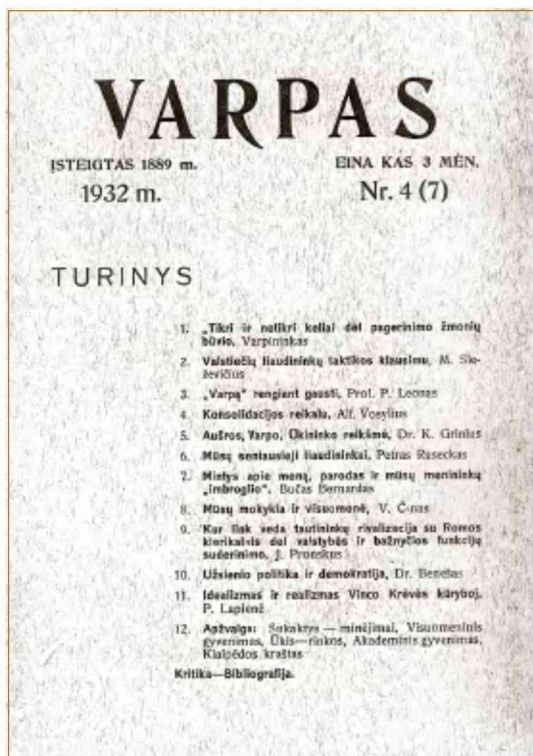 VARPAS
ĮSTEIGTAS 1889 m.
EINA KAS 3 MĖN.
1932 m.
Nr. 4 (7)
TURINYS
1. „Tikri ir netikri keliai dėl pagerinimo žmonių
būvio, Varpininkas
2. Valstiečių liaudininkų taktikos klausimu, M. Sle-
ževičius
3. „Varpą" rengiant gausti, Prof. P. Leonas
4. Konsolidacijos reikalu, Alf. Vosylius
5. Aušros, Varpo, Ūkininko reikšmė, Dr. K. Grinius
6. Mūsų seniausieji liaudininkai, Petras Ruseckas
7. Mintys apie meną, parodas ir mūsų menininkų
„imbroglio". Bučas Bernardas
8. Mūsų mokykla ir visuomenė, V. Č-nas
9. Kur link veda tautininkų rivalizacija su Romos
klerikalais dėl valstybės ir bažnyčios funkcijų
suderinimo, J. Pronskus
10. Užsienio politika ir demokratija, Dr. Benešas
11. Idealizmas ir realizmas Vinco Krėvės kūryboj,
P. Lapienė
12. Apžvalga: Sukaktys — minėjimai, Visuomeninis
gyvenimas, Ūkis—rinkos, Akademinis gyvenimas,
Klaipėdos kraštas
Kritika—Bibliografija.